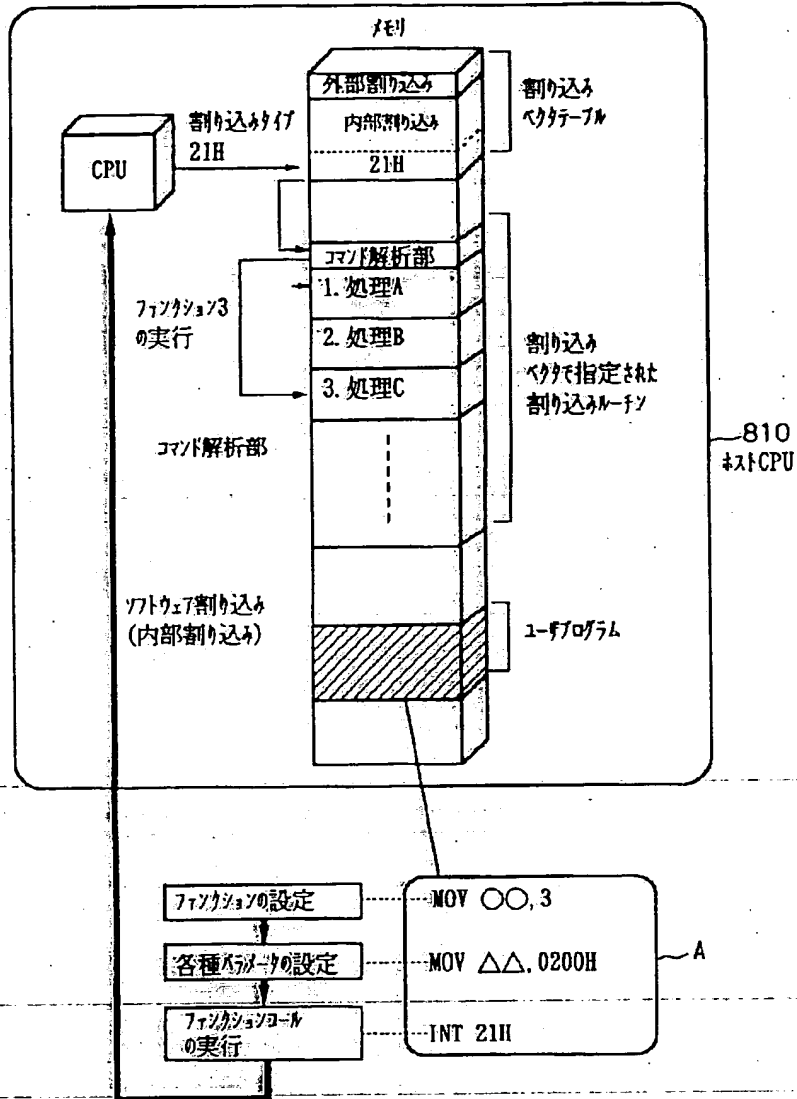 メモリ
外部割り込み
内部割り込み
21H
割り込み
ベクタテーブル
割り込みタイプ
21H
CPU
コマンド解析部
1. 処理A
2. 処理B
3. 処理C
ファンクション3
の実行
コマンド解析部
割り込み
ベクタで指定された
割り込みルーチン
810
ホストCPU
ソフトウェア割り込み
(内部割り込み)
ユーザプログラム
ファンクションの設定
MOV ○○, 3
各種パラメータの設定
MOV △△, 0200H
A
ファンクションコール
の実行
INT 21H